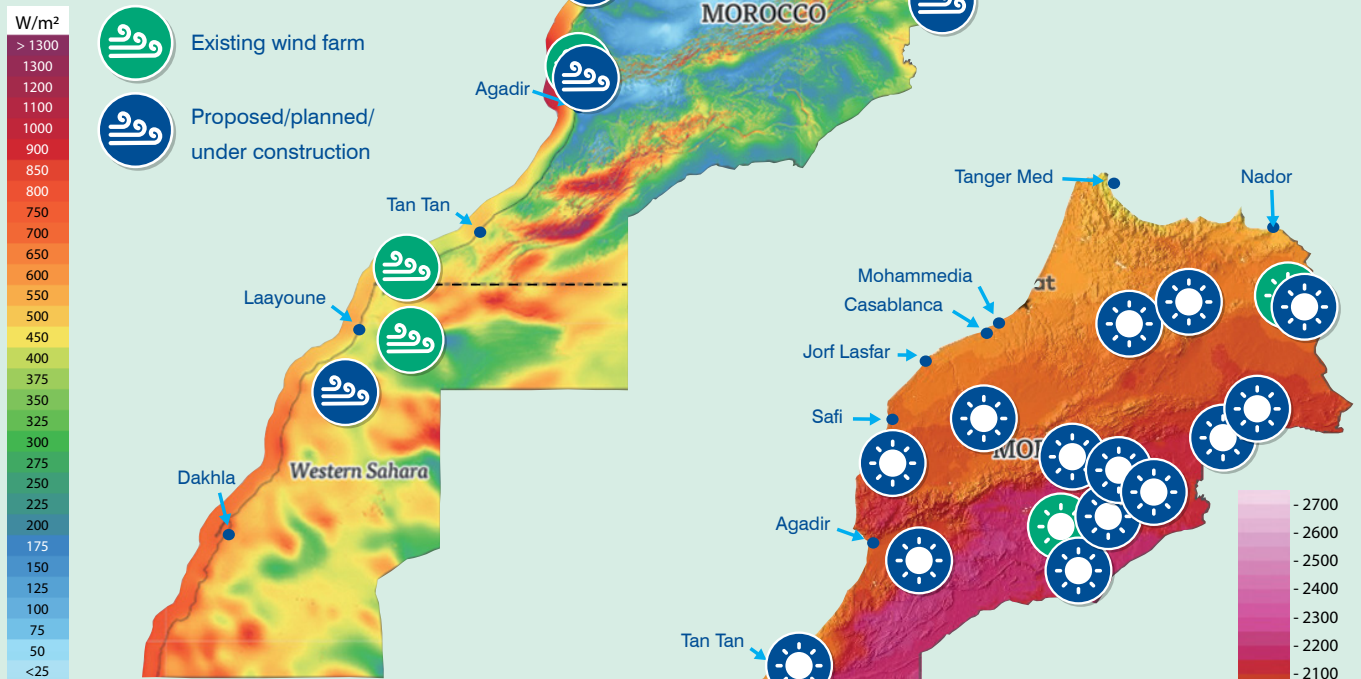 W/m²
> 1300
1300
1200
1100
1000
900
850
800
750
700
650
600
550
500
450
400
375
350
325
300
275
250
225
200
175
150
125
100
75
50
<25
Existing wind farm
Proposed/planned/
under construction
MOROCCO
Agadir
Tan Tan
Laayoune
Western Sahara
Dakhla
Tanger Med
Nador
Mohammedia
Casablanca
Jorf Lasfar
Safi
Agadir
Tan Tan
- 2700
- 2600
- 2500
- 2400
- 2300
- 2200
- 2100